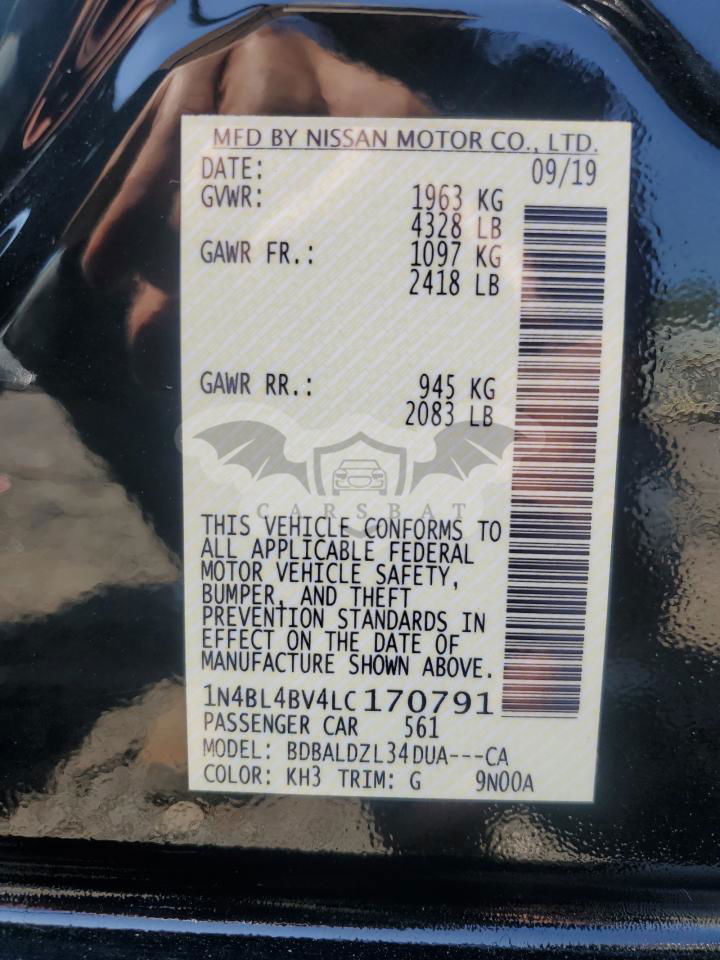 MFD BY NISSAN MOTOR CO., LTD.
DATE: 09/19
GVWR: 1963 KG
4328 LB
GAWR FR.: 1097 KG
2418 LB
GAWR RR.: 945 KG
2083 LB
CARSBAT
THIS VEHICLE CONFORMS TO
ALL APPLICABLE FEDERAL
MOTOR VEHICLE SAFETY,
BUMPER, AND THEFT
PREVENTION STANDARDS IN
EFFECT ON THE DATE OF
MANUFACTURE SHOWN ABOVE.
1N4BL4BV4LC170791
PASSENGER CAR 561
MODEL: BDBALDZL34DUA---CA
COLOR: KH3 TRIM: G 9N00A